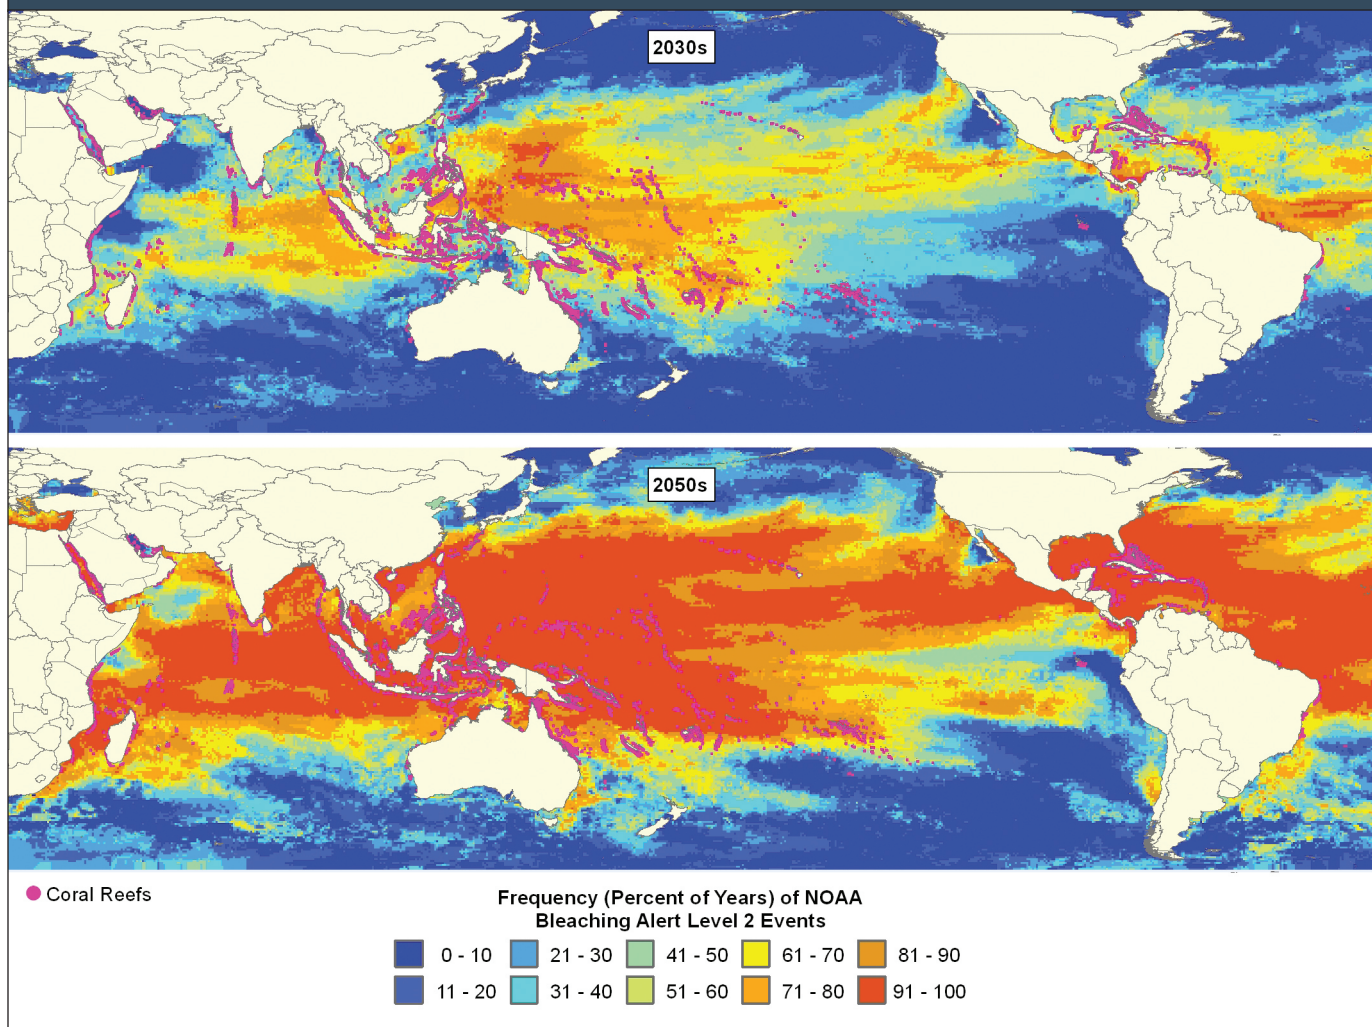 2030s
2050s
Coral Reefs
Frequency (Percent of Years) of NOAA
Bleaching Alert Level 2 Events
0 - 10
21 - 30
41 - 50
61 - 70
81 - 90
11 - 20
31 - 40
51 - 60
71 - 80
91 - 100